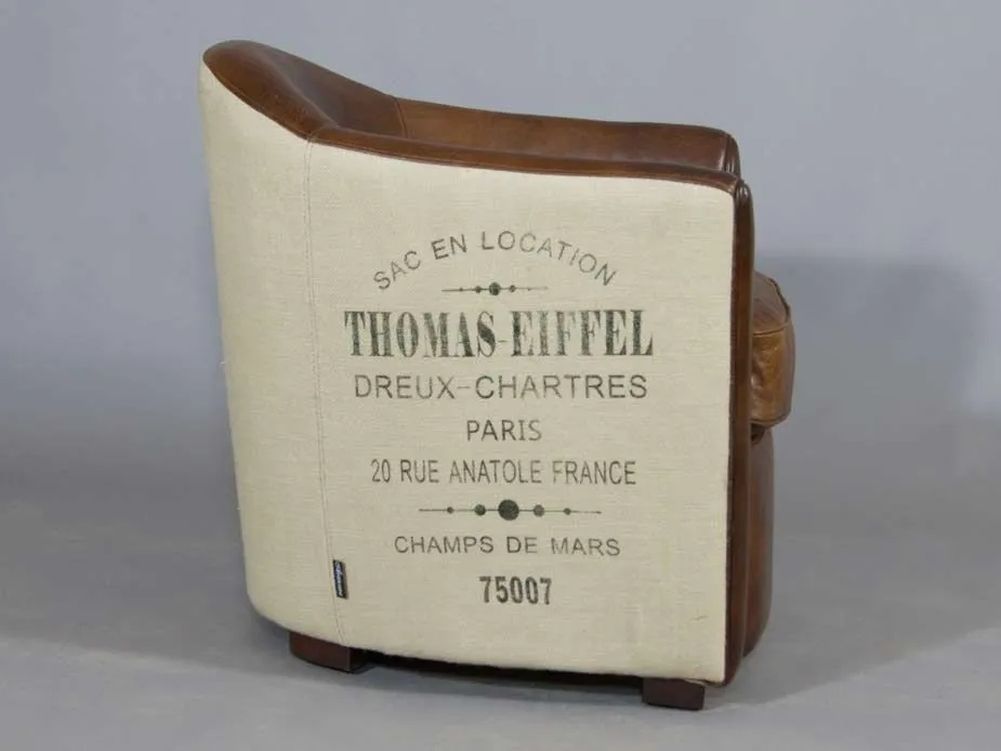 SAC EN LOCATION
THOMAS-EIFFEL
DREUX-CHARTRES
PARIS
20 RUE ANATOLE FRANCE
CHAMPS DE MARS
75007